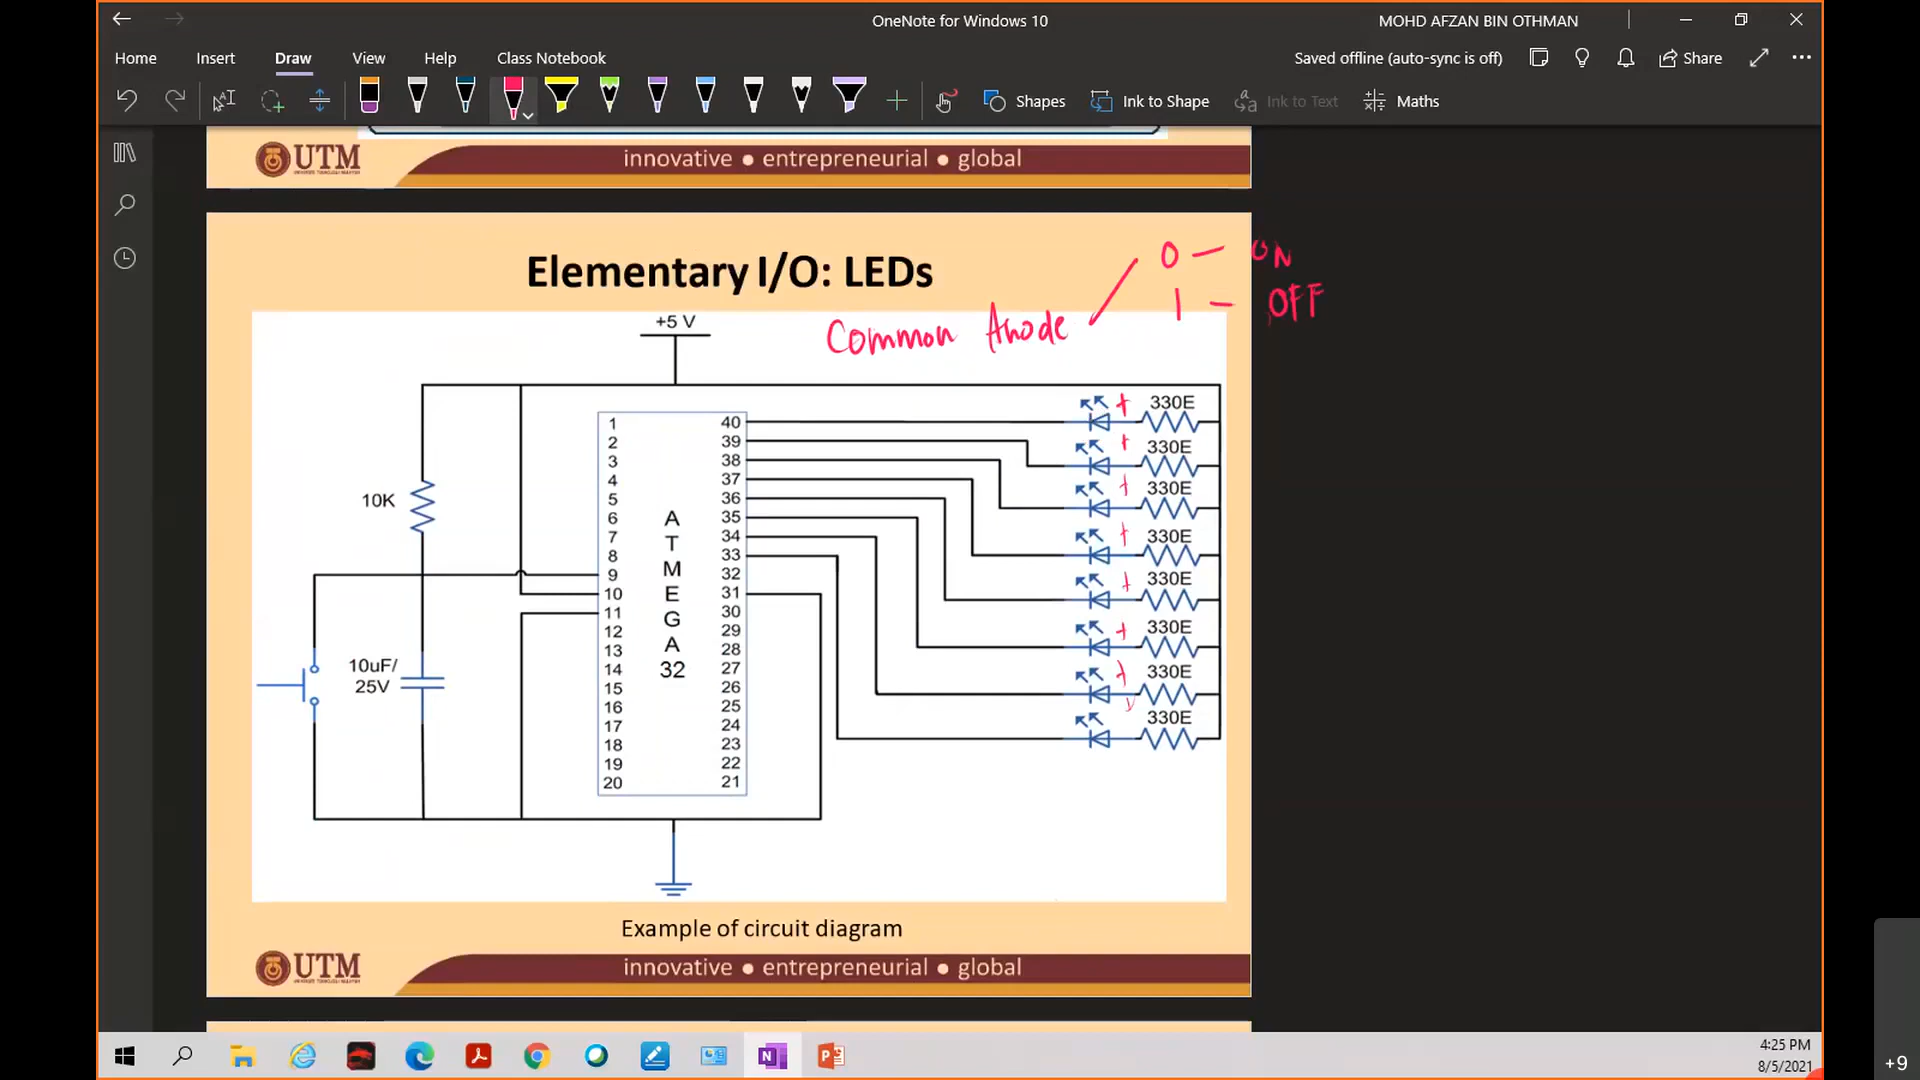 OneNote for Windows 10
MOHD AFZAN BIN OTHMAN
Home Insert Draw View Help Class Notebook
Saved offline (auto-sync is off) Share
Shapes Ink to Shape Ink to Text Maths
UTM
innovative ● entrepreneurial ● global
Elementary I/O: LEDs
0 — ON
1 — OFF
Common Anode
+5 V
10K
10uF/
25V
1 40
2 39
3 38
4 37
5 36
6 35
7 34
8 33
9 32
10 31
11 30
12 29
13 28
14 27
15 26
16 25
17 24
18 23
19 22
20 21
A
T
M
E
G
A
32
+ 330E
+ 330E
+ 330E
+ 330E
+ 330E
+ 330E
+ 330E
330E
Example of circuit diagram
UTM
innovative ● entrepreneurial ● global
4:25 PM
8/5/2021
+9